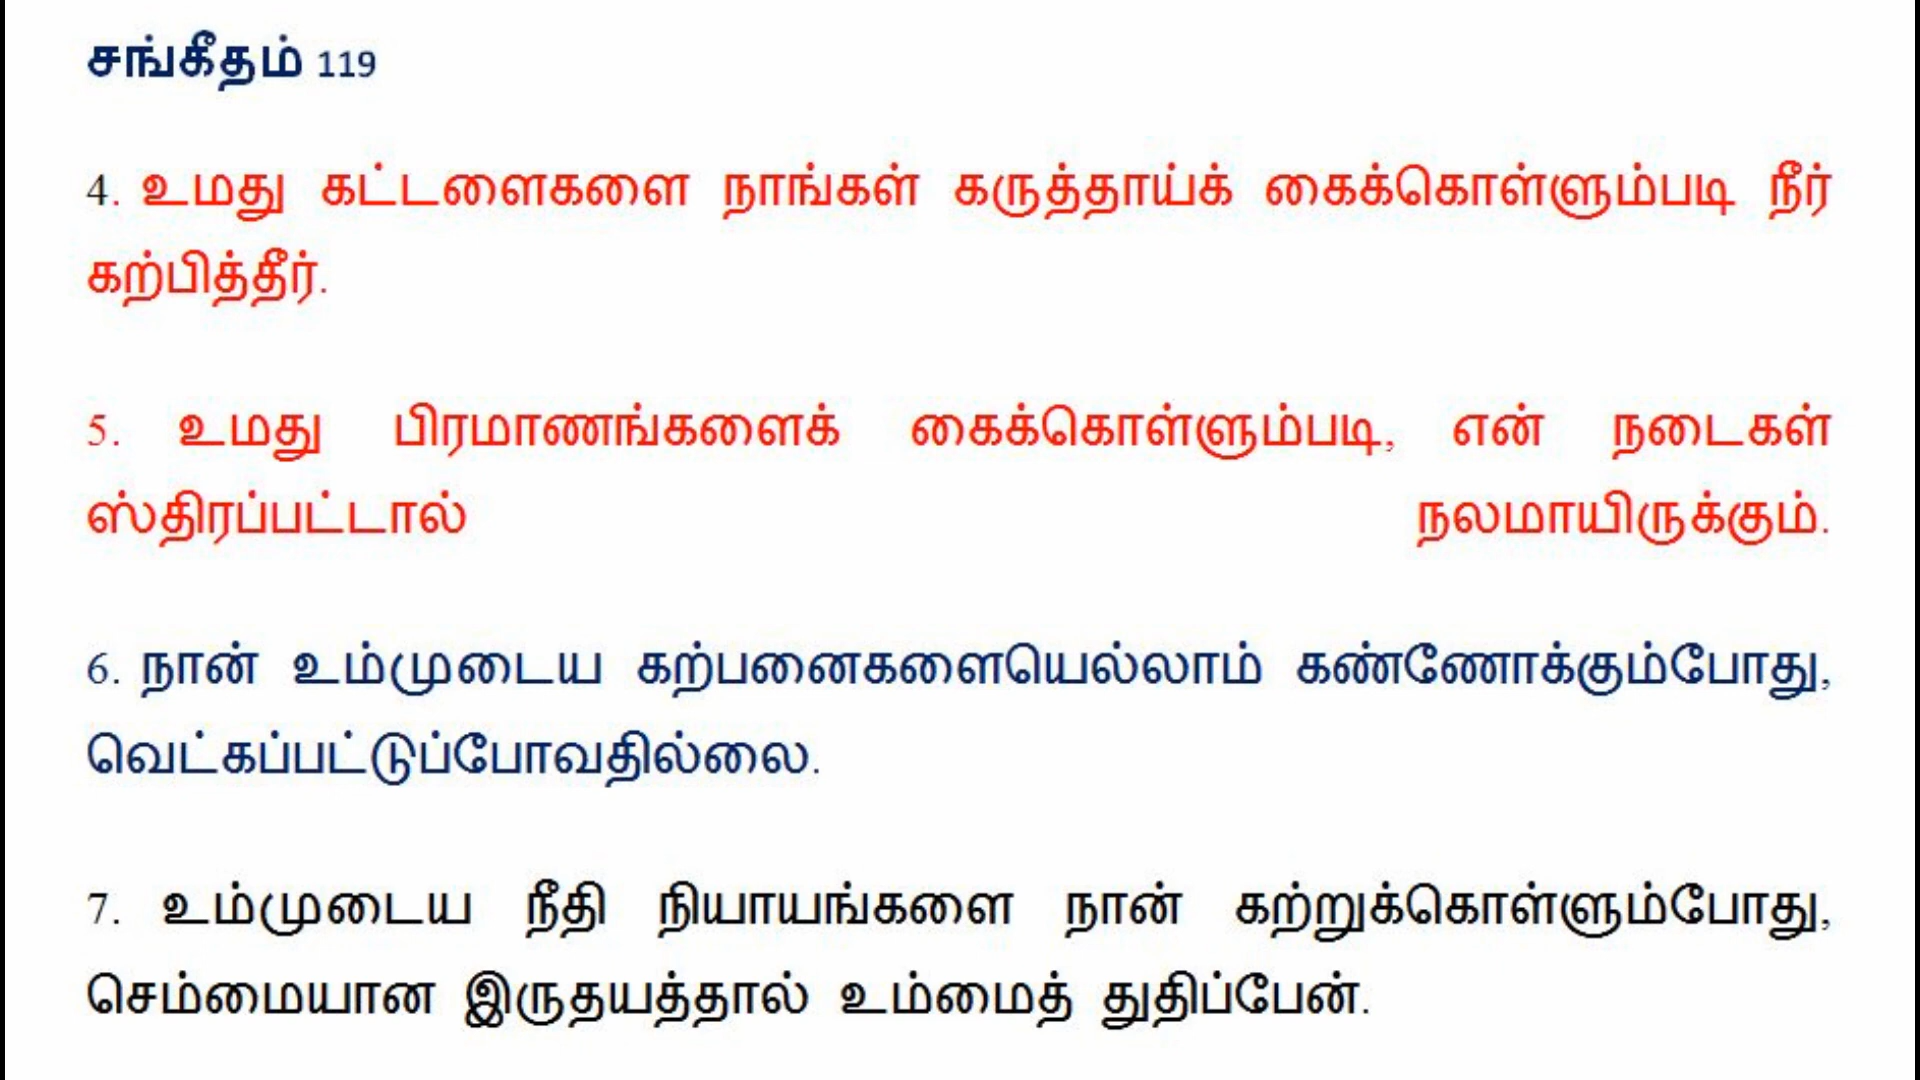 சங்கீதம் 119
4. உமது கட்டளைகளை நாங்கள் கருத்தாய்க் கைக்கொள்ளும்படி நீர்
கற்பித்தீர்.
5. உமது பிரமாணங்களைக் கைக்கொள்ளும்படி, என் நடைகள்
ஸ்திரப்பட்டால் நலமாயிருக்கும்.
6. நான் உம்முடைய கற்பனைகளையெல்லாம் கண்ணோக்கும்போது,
வெட்கப்பட்டுப்போவதில்லை.
7. உம்முடைய நீதி நியாயங்களை நான் கற்றுக்கொள்ளும்போது,
செம்மையான இருதயத்தால் உம்மைத் துதிப்பேன்.